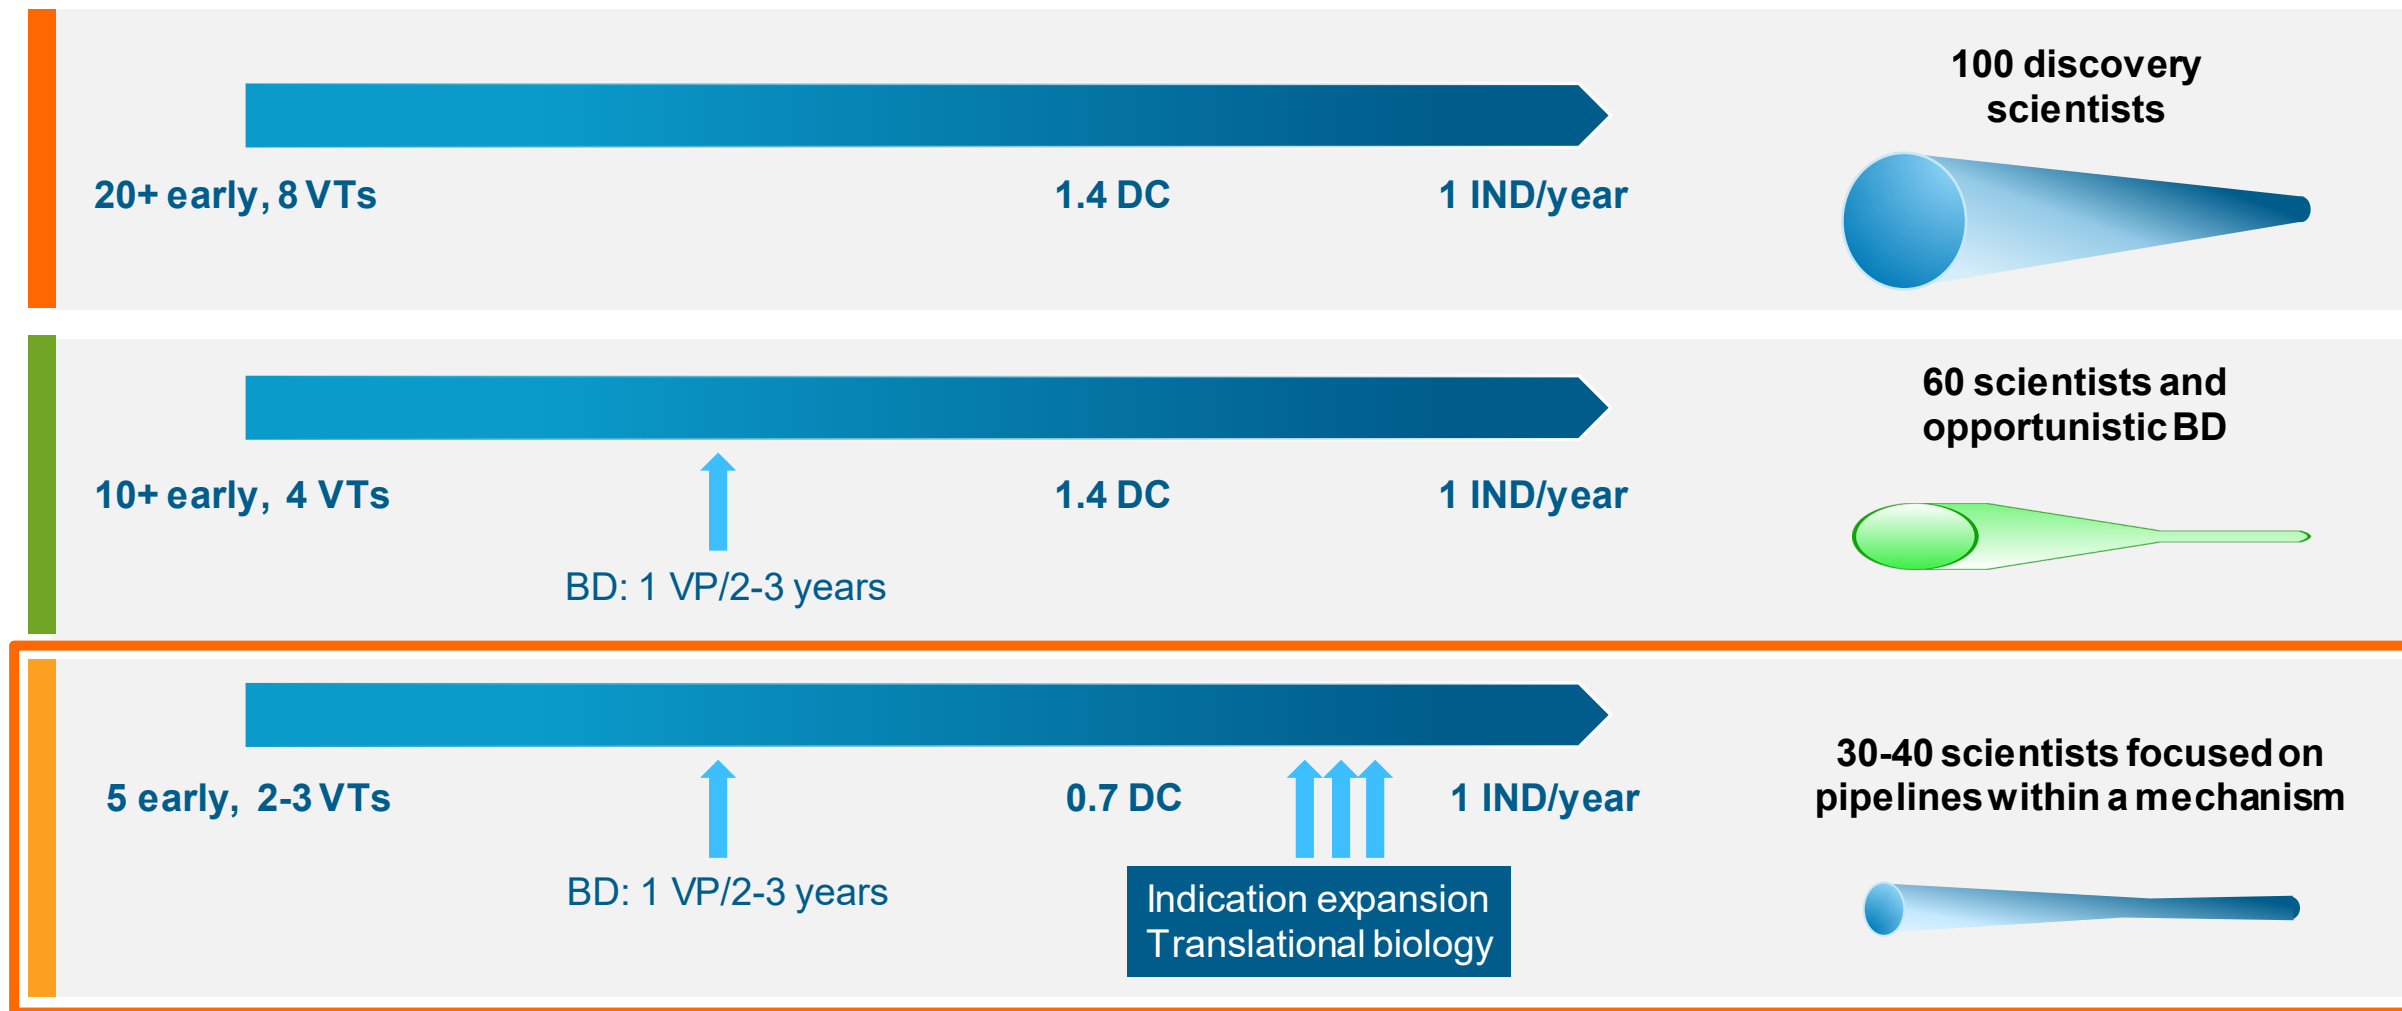 100 discovery
scientists
20+ early, 8 VTs
1.4 DC
1 IND/year
60 scientists and
opportunistic BD
10+ early, 4 VTs
1.4 DC
1 IND/year
BD: 1 VP/2-3 years
30-40 scientists focused on
pipelines within a mechanism
5 early, 2-3 VTs
0.7 DC
1 IND/year
BD: 1 VP/2-3 years
Indication expansion
Translational biology